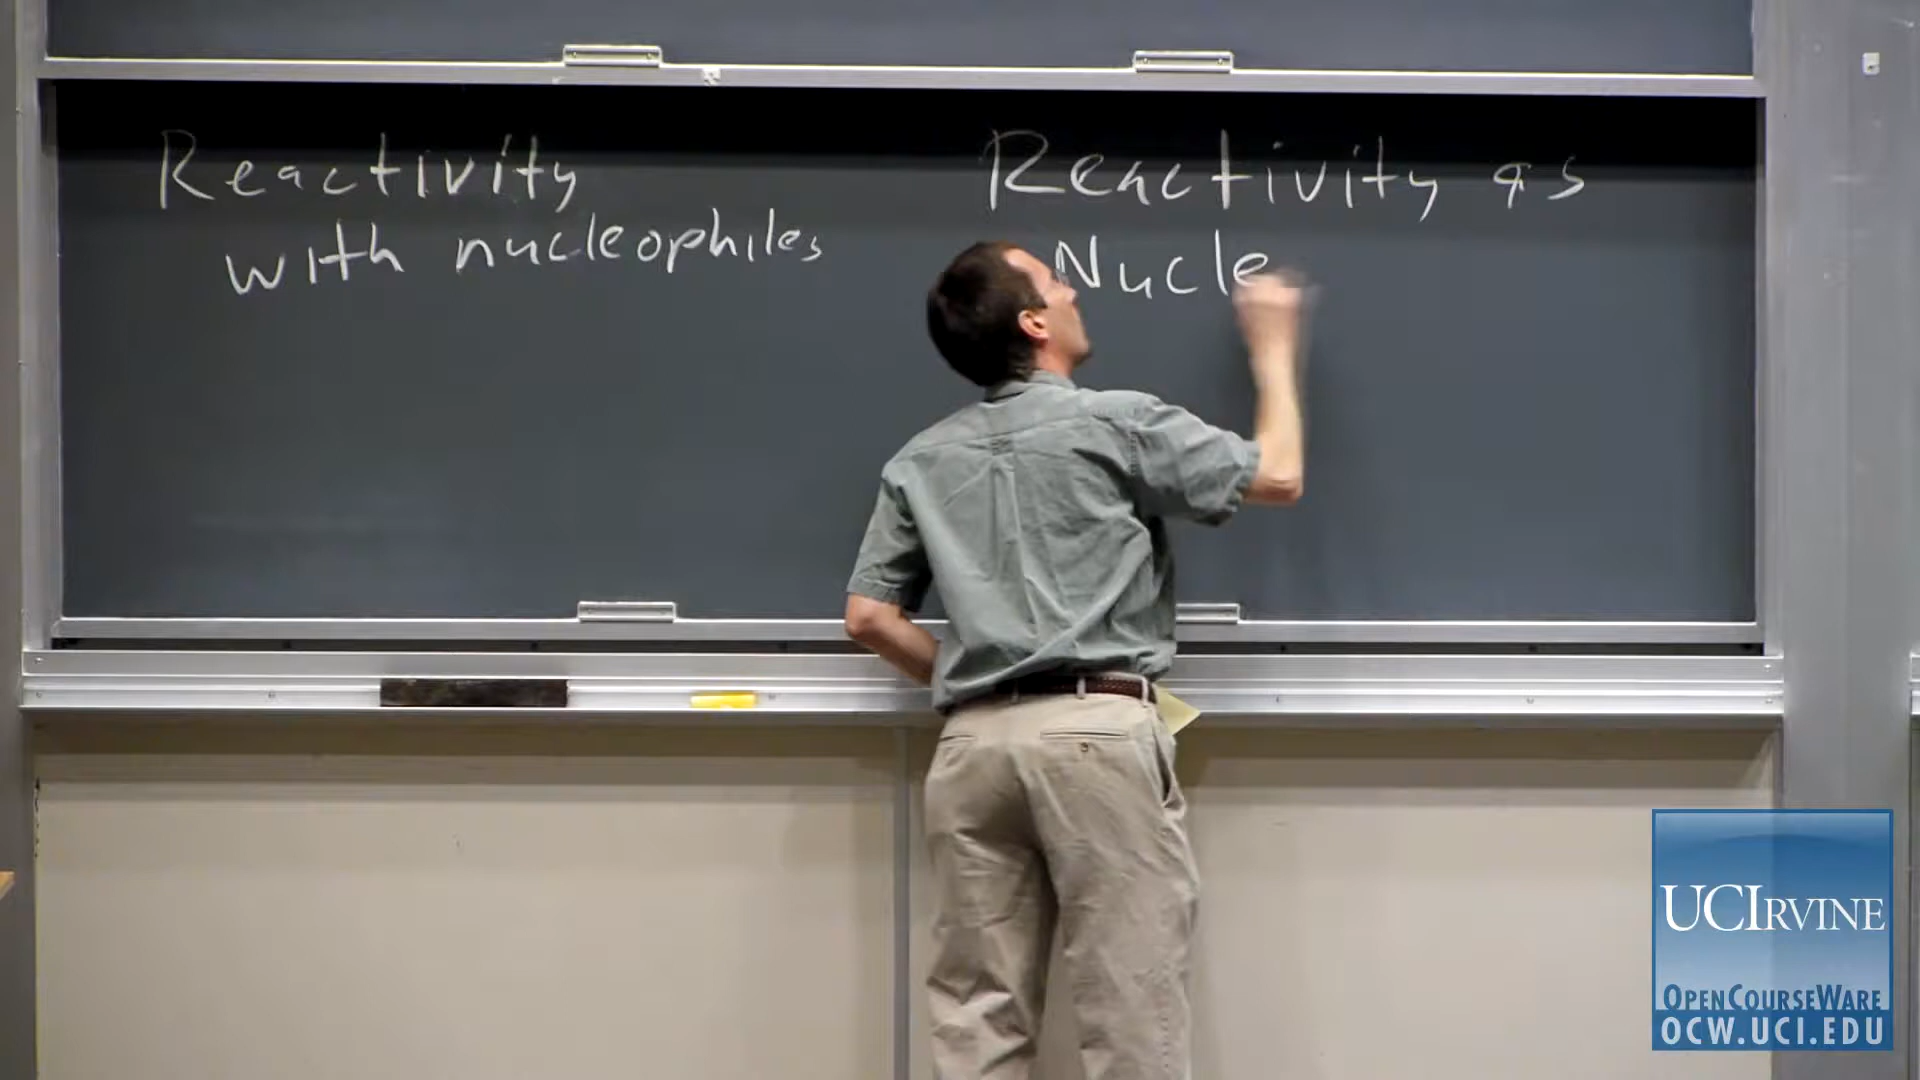 Reactivity
with nucleophiles
Reactivity as
Nucle
UCIRVINE
OPENCOURSEWARE
OCW.UCI.EDU